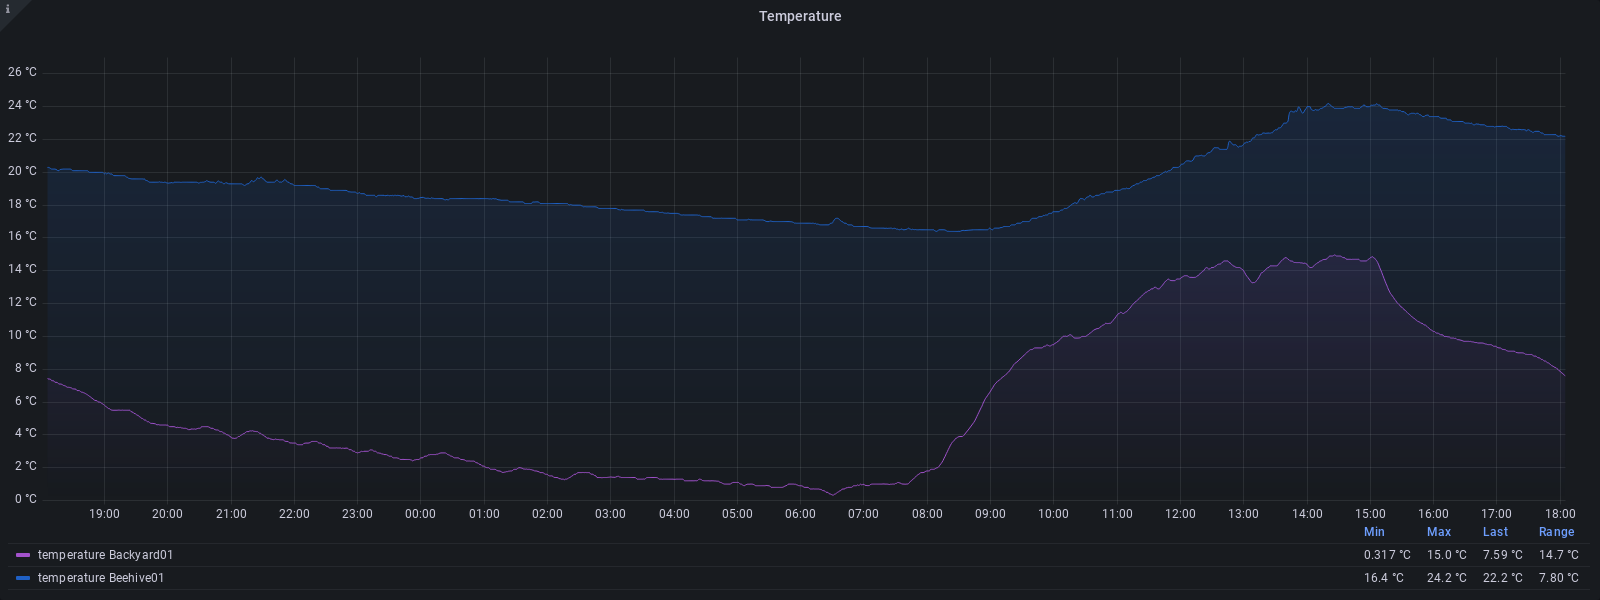 i
Temperature
26 °C
24 °C
22 °C
20 °C
18 °C
16 °C
14 °C
12 °C
10 °C
8 °C
6 °C
4 °C
2 °C
0 °C
19:00 20:00 21:00 22:00 23:00 00:00 01:00 02:00 03:00 04:00 05:00 06:00 07:00 08:00 09:00 10:00 11:00 12:00 13:00 14:00 15:00 16:00 17:00 18:00
Min Max Last Range
temperature Backyard01 0.317 °C 15.0 °C 7.59 °C 14.7 °C
temperature Beehive01 16.4 °C 24.2 °C 22.2 °C 7.80 °C